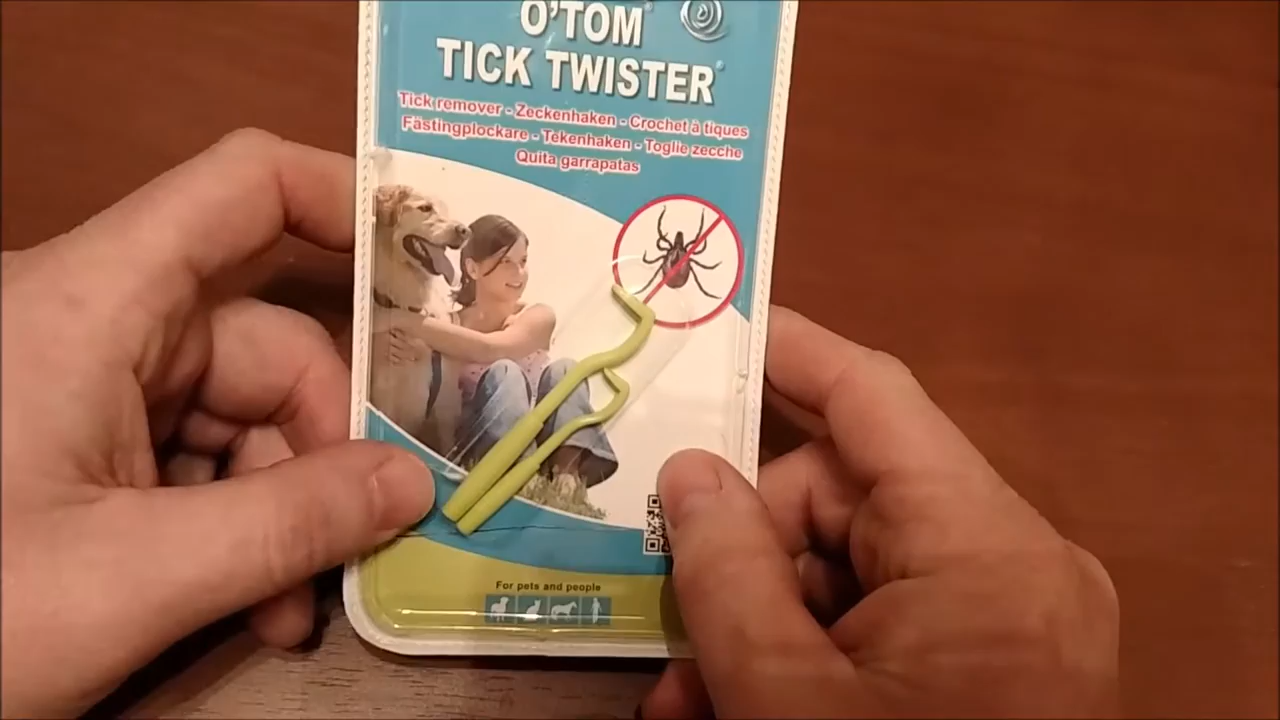 O'TOM®
TICK TWISTER®
Tick remover - Zeckenhaken - Crochet à tiques
Fästingplockare - Tekenhaken - Toglie zecche
Quita garrapatas
For pets and people